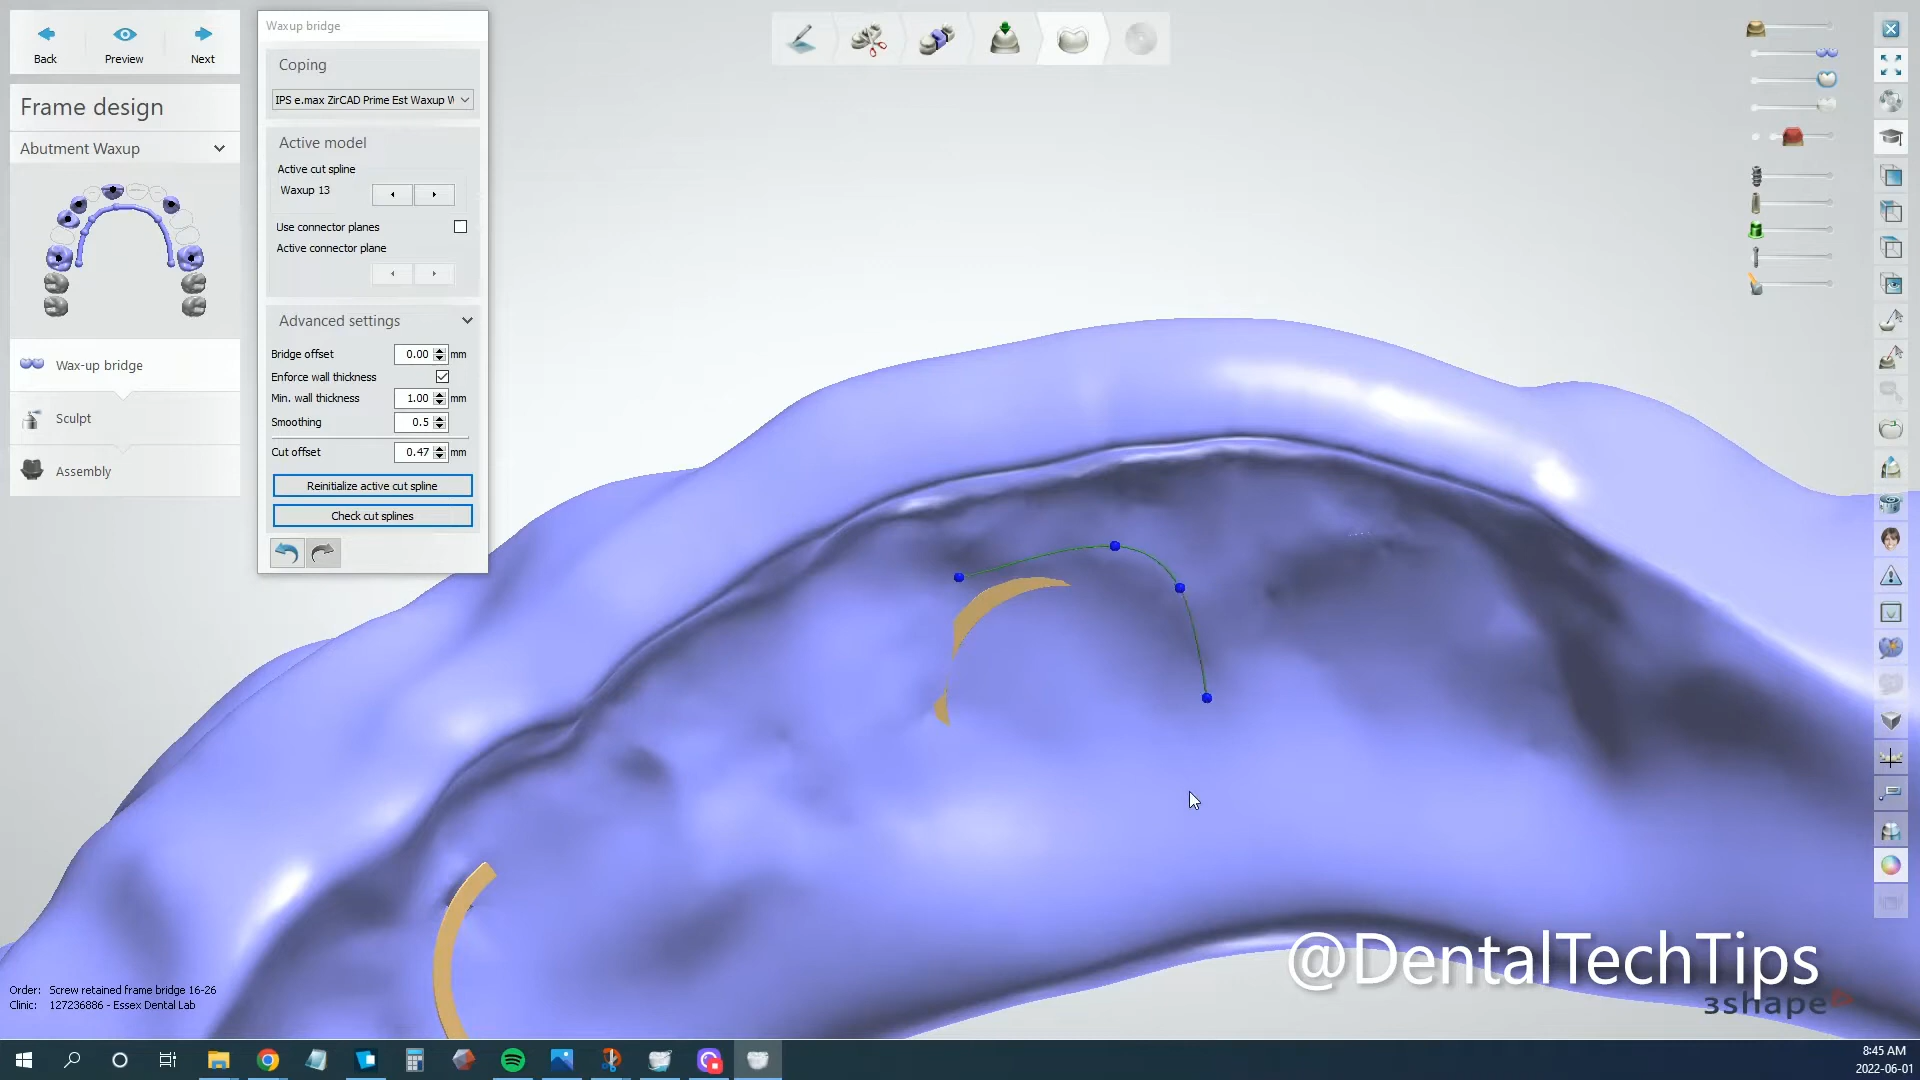 Back
Preview
Next
Frame design
Abutment Waxup
Wax-up bridge
Sculpt
Assembly
Waxup bridge
Coping
IPS e.max ZirCAD Prime Est Waxup
Active model
Active cut spline
Waxup 13
Use connector planes
Active connector plane
Advanced settings
Bridge offset 0.00 mm
Enforce wall thickness
Min. wall thickness 1.00 mm
Smoothing 0.5
Cut offset 0.47 mm
Reinitialize active cut spline
Check cut splines
@DentalTechTips
3shape
Order: Screw retained frame bridge 16-26
Clinic: 127236886 - Essex Dental Lab
8:45 AM
2022-06-01